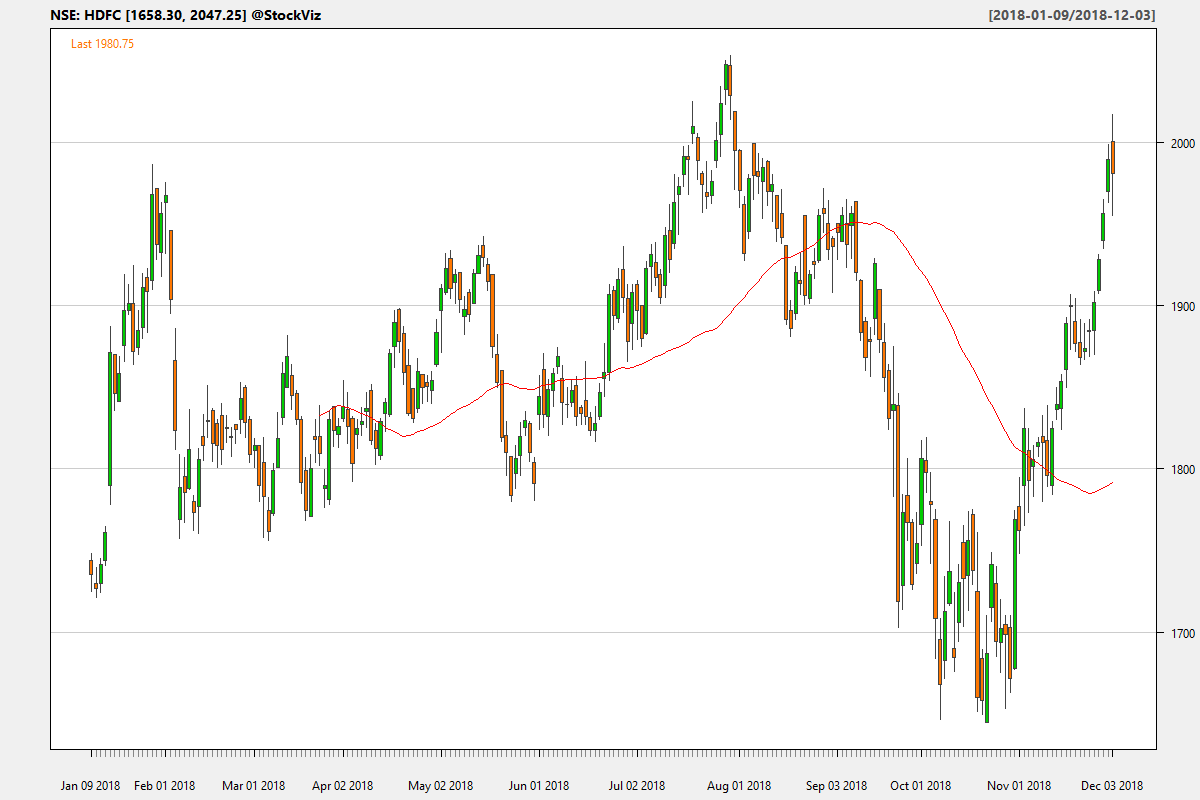 NSE: HDFC [1658.30, 2047.25] @StockViz
[2018-01-09/2018-12-03]
Last 1980.75
2000
1900
1800
1700
Jan 09 2018 Feb 01 2018 Mar 01 2018 Apr 02 2018 May 02 2018 Jun 01 2018 Jul 02 2018 Aug 01 2018 Sep 03 2018 Oct 01 2018 Nov 01 2018 Dec 03 2018